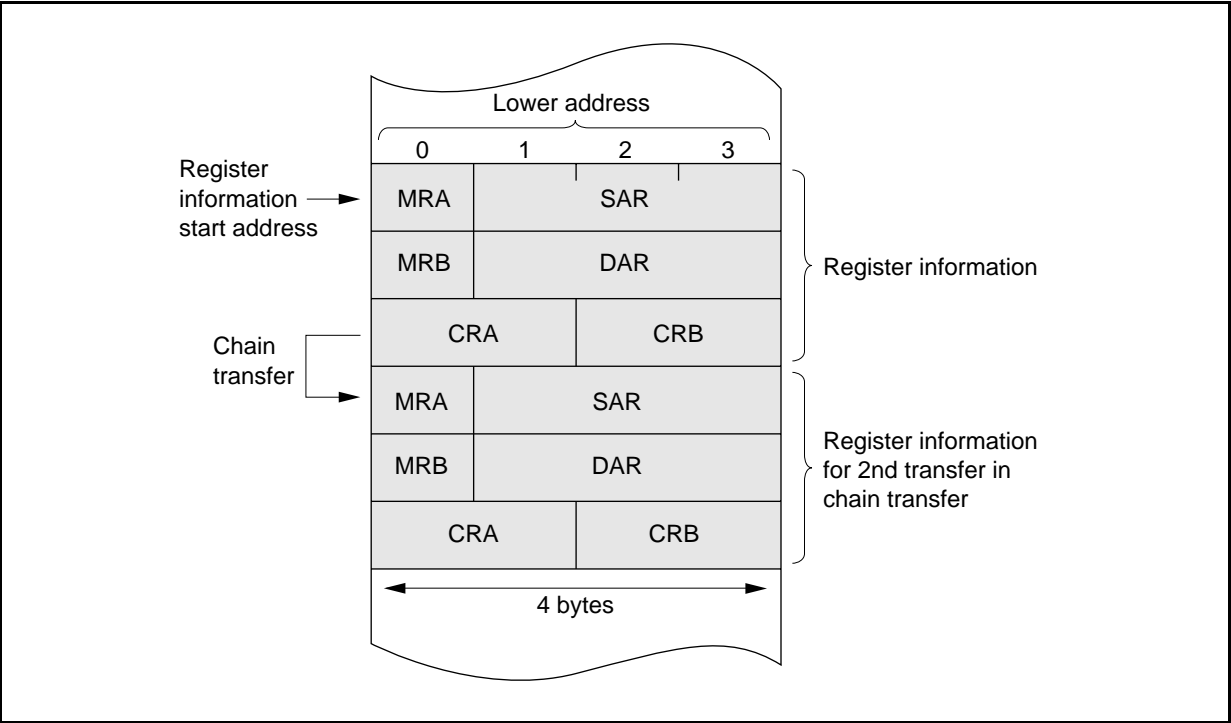 Lower address
0 1 2 3
Register
information
start address
MRA SAR
MRB DAR
Register information
CRA CRB
Chain
transfer
MRA SAR
MRB DAR
Register information
for 2nd transfer in
chain transfer
CRA CRB
4 bytes